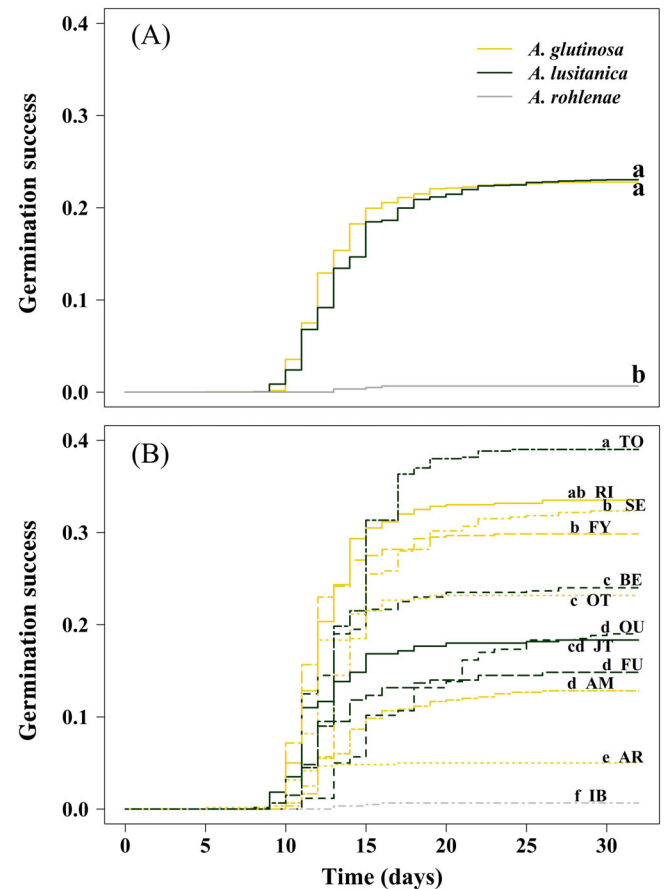 (A)
A. glutinosa
A. lusitanica
A. rohlenae
0.4
0.3
0.2
0.1
0.0
Germination success
a
a
b
(B)
0.4
0.3
0.2
0.1
0.0
Germination success
a TO
ab RI
b SE
b FY
c BE
c OT
d QU
cd JT
d FU
d AM
e AR
f IB
0 5 10 15 20 25 30
Time (days)